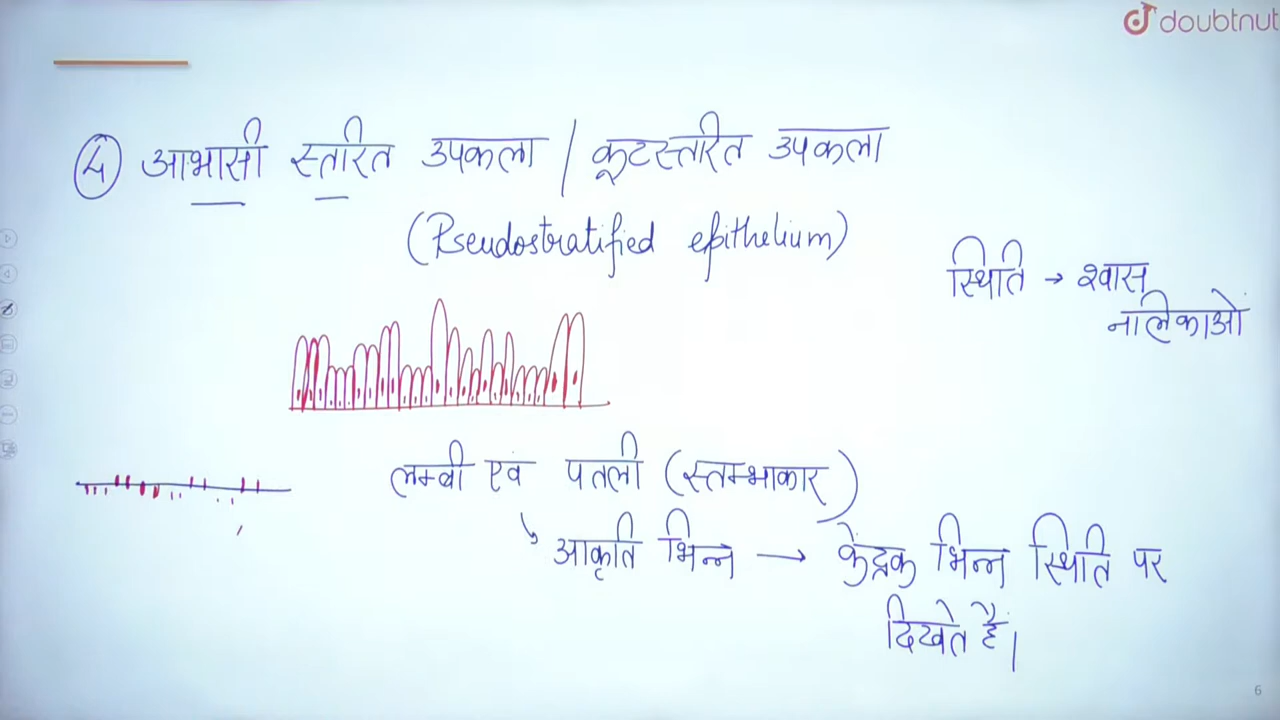 doubtnut
④ आभासी स्तरित उपकला / कूटस्तरित उपकला
(Pseudostratified epithelium)
स्थिति → श्वास
नालिकाओं
लम्बी एवं पतली (स्तम्भाकार)
↳ आकृति भिन्न → केंद्रक भिन्न स्थिति पर
दिखते हैं।
6